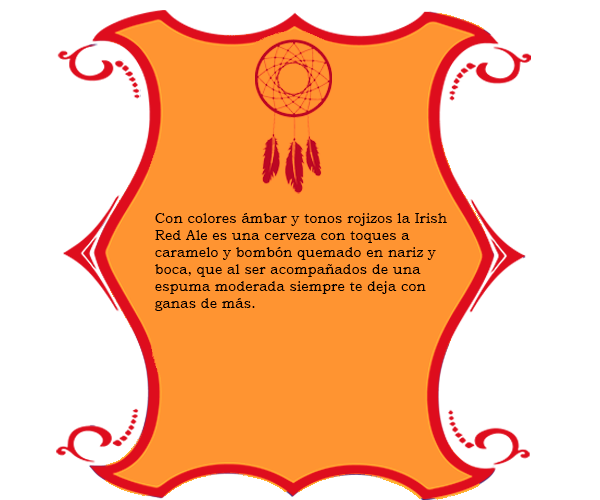 Con colores ámbar y tonos rojizos la Irish
Red Ale es una cerveza con toques a
caramelo y bombón quemado en nariz y
boca, que al ser acompañados de una
espuma moderada siempre te deja con
ganas de más.